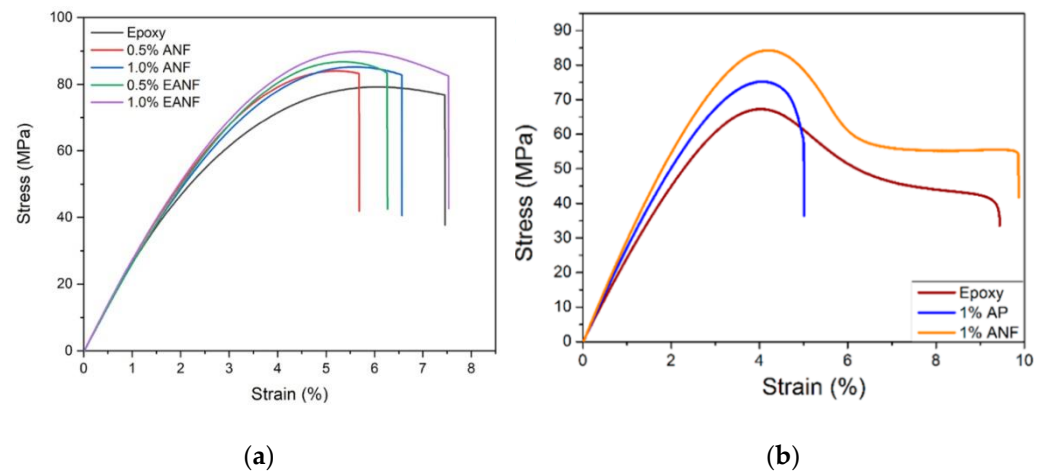 100
80
60
40
20
0
Stress (MPa)
Epoxy
0.5% ANF
1.0% ANF
0.5% EANF
1.0% EANF
0 1 2 3 4 5 6 7 8
Strain (%)
(a)
90
80
70
60
50
40
30
20
10
0
Stress (MPa)
Epoxy
1% AP
1% ANF
0 2 4 6 8 10
Strain (%)
(b)